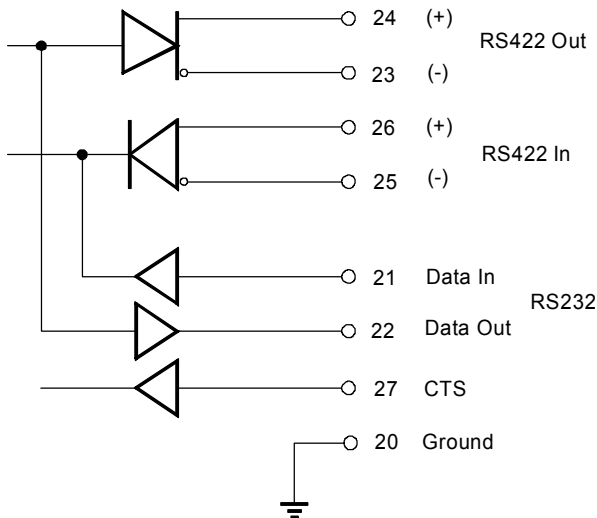 24 (+)
RS422 Out
23 (-)
26 (+)
RS422 In
25 (-)
21 Data In
RS232
22 Data Out
27 CTS
20 Ground